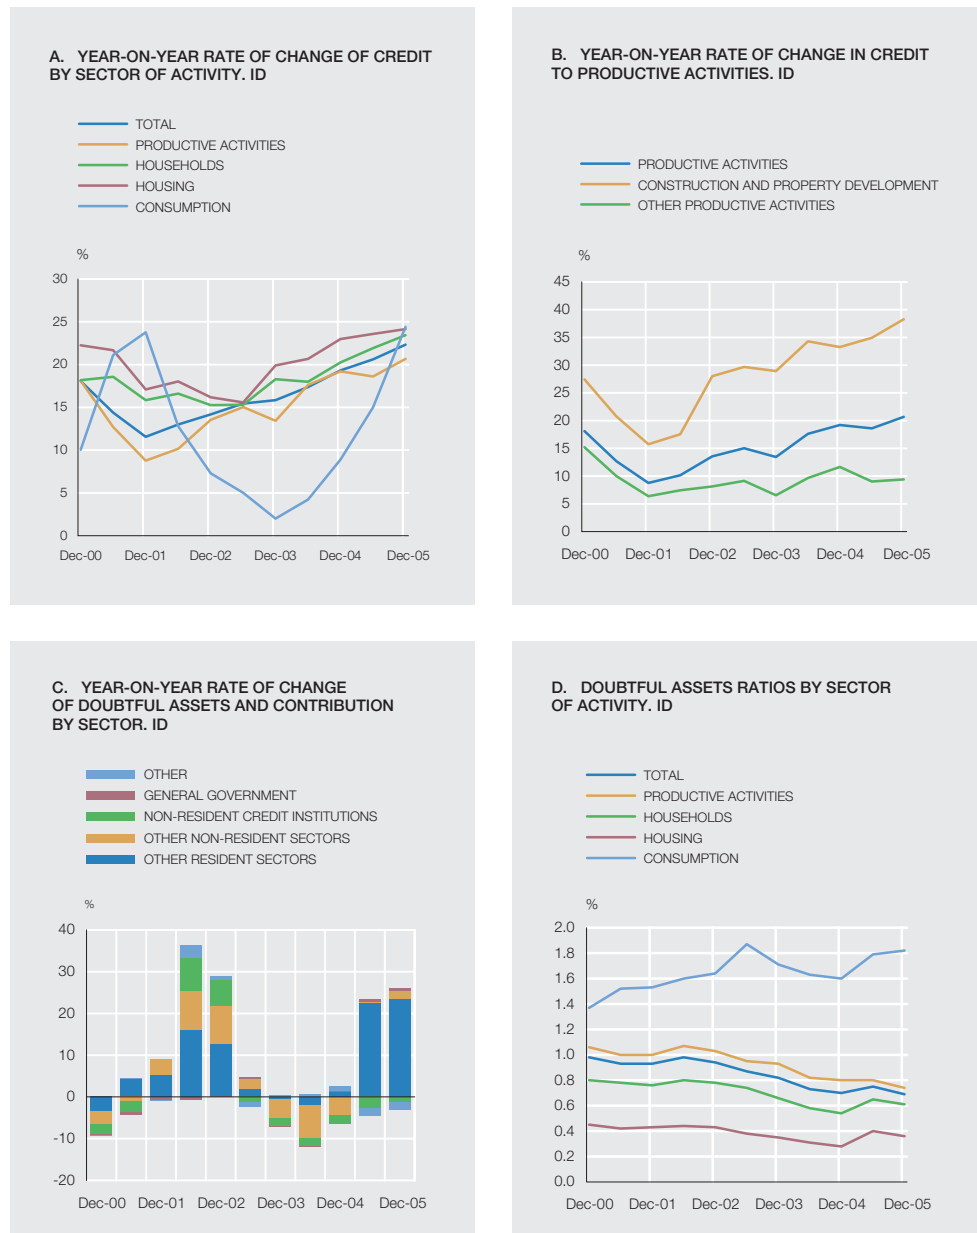 A. YEAR-ON-YEAR RATE OF CHANGE OF CREDIT
BY SECTOR OF ACTIVITY. ID
TOTAL
PRODUCTIVE ACTIVITIES
HOUSEHOLDS
HOUSING
CONSUMPTION
%
30
25
20
15
10
5
0
Dec-00 Dec-01 Dec-02 Dec-03 Dec-04 Dec-05
B. YEAR-ON-YEAR RATE OF CHANGE IN CREDIT
TO PRODUCTIVE ACTIVITIES. ID
PRODUCTIVE ACTIVITIES
CONSTRUCTION AND PROPERTY DEVELOPMENT
OTHER PRODUCTIVE ACTIVITIES
%
45
40
35
30
25
20
15
10
5
0
Dec-00 Dec-01 Dec-02 Dec-03 Dec-04 Dec-05
C. YEAR-ON-YEAR RATE OF CHANGE
OF DOUBTFUL ASSETS AND CONTRIBUTION
BY SECTOR. ID
OTHER
GENERAL GOVERNMENT
NON-RESIDENT CREDIT INSTITUTIONS
OTHER NON-RESIDENT SECTORS
OTHER RESIDENT SECTORS
%
40
30
20
10
0
-10
-20
Dec-00 Dec-01 Dec-02 Dec-03 Dec-04 Dec-05
D. DOUBTFUL ASSETS RATIOS BY SECTOR
OF ACTIVITY. ID
TOTAL
PRODUCTIVE ACTIVITIES
HOUSEHOLDS
HOUSING
CONSUMPTION
%
2.0
1.8
1.6
1.4
1.2
1.0
0.8
0.6
0.4
0.2
0.0
Dec-00 Dec-01 Dec-02 Dec-03 Dec-04 Dec-05